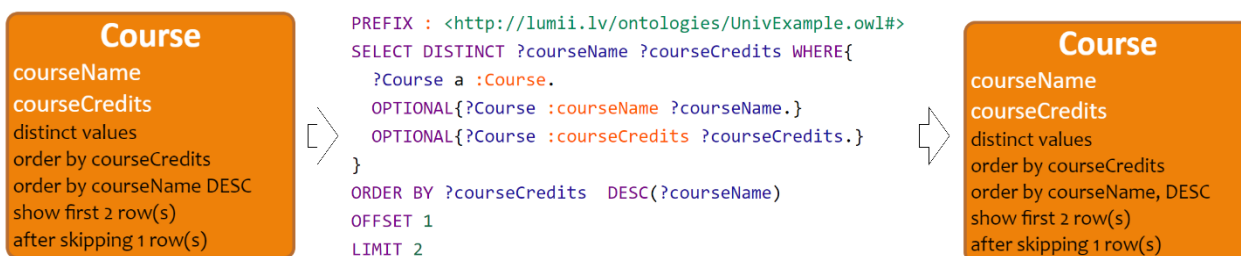 Course
courseName
courseCredits
distinct values
order by courseCredits
order by courseName DESC
show first 2 row(s)
after skipping 1 row(s)
PREFIX : <http://lumii.lv/ontologies/UnivExample.owl#>
SELECT DISTINCT ?courseName ?courseCredits WHERE{
?Course a :Course.
OPTIONAL{?Course :courseName ?courseName.}
OPTIONAL{?Course :courseCredits ?courseCredits.}
}
ORDER BY ?courseCredits DESC(?courseName)
OFFSET 1
LIMIT 2
Course
courseName
courseCredits
distinct values
order by courseCredits
order by courseName, DESC
show first 2 row(s)
after skipping 1 row(s)